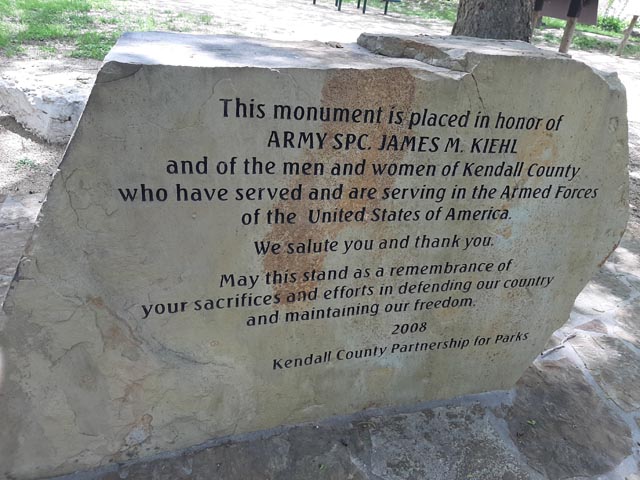 This monument is placed in honor of
ARMY SPC. JAMES M. KIEHL
and of the men and women of Kendall County
who have served and are serving in the Armed Forces
of the United States of America.
We salute you and thank you.
May this stand as a remembrance of
your sacrifices and efforts in defending our country
and maintaining our freedom.
2008
Kendall County Partnership for Parks